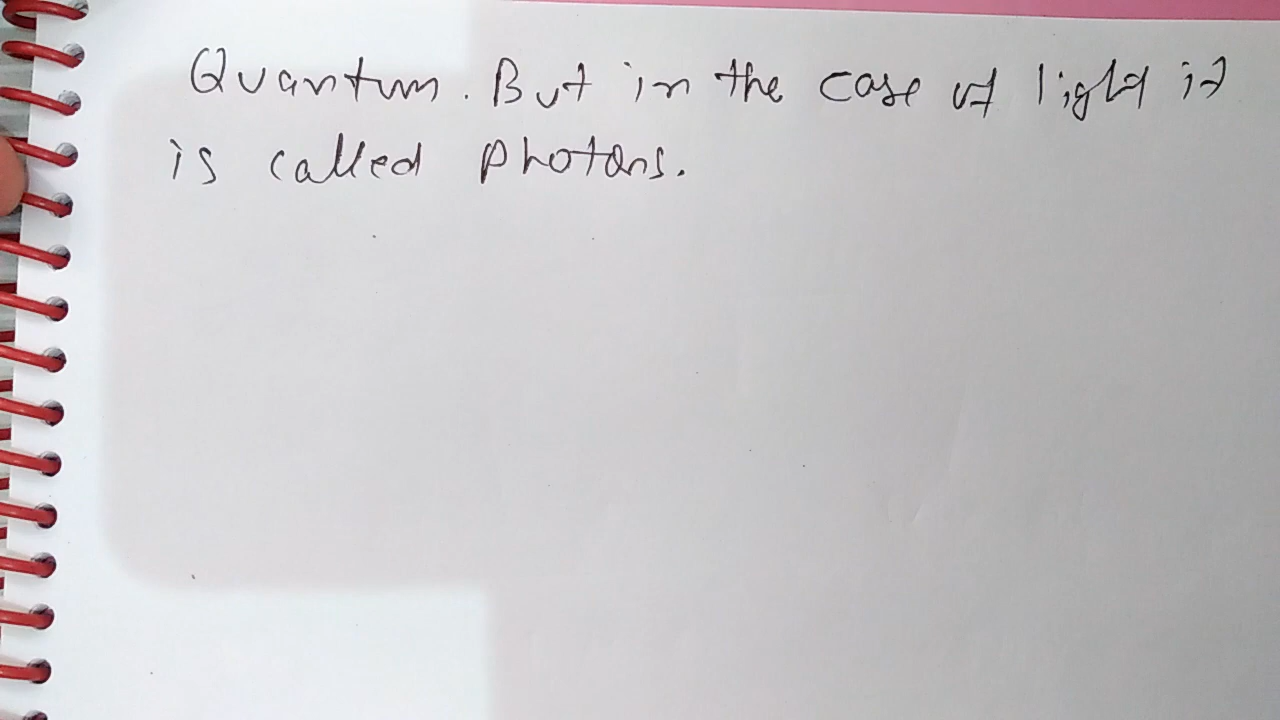 Quantum. But in the case of light it
is called photons.